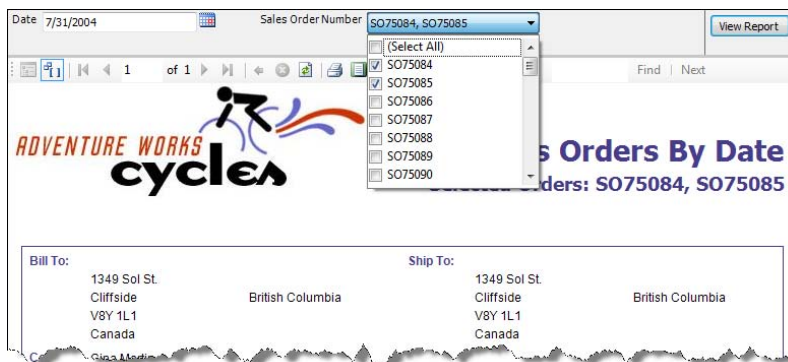 Date 7/31/2004 Sales Order Number SO75084, SO75085 View Report
(Select All)
SO75084
SO75085
SO75086
SO75087
SO75088
SO75089
SO75090
1 of 1 Find | Next
ADVENTURE WORKS
cycles
s Orders By Date
Selected Orders: SO75084, SO75085
Bill To: Ship To:
1349 Sol St. 1349 Sol St.
Cliffside British Columbia Cliffside British Columbia
V8Y 1L1 V8Y 1L1
Canada Canada